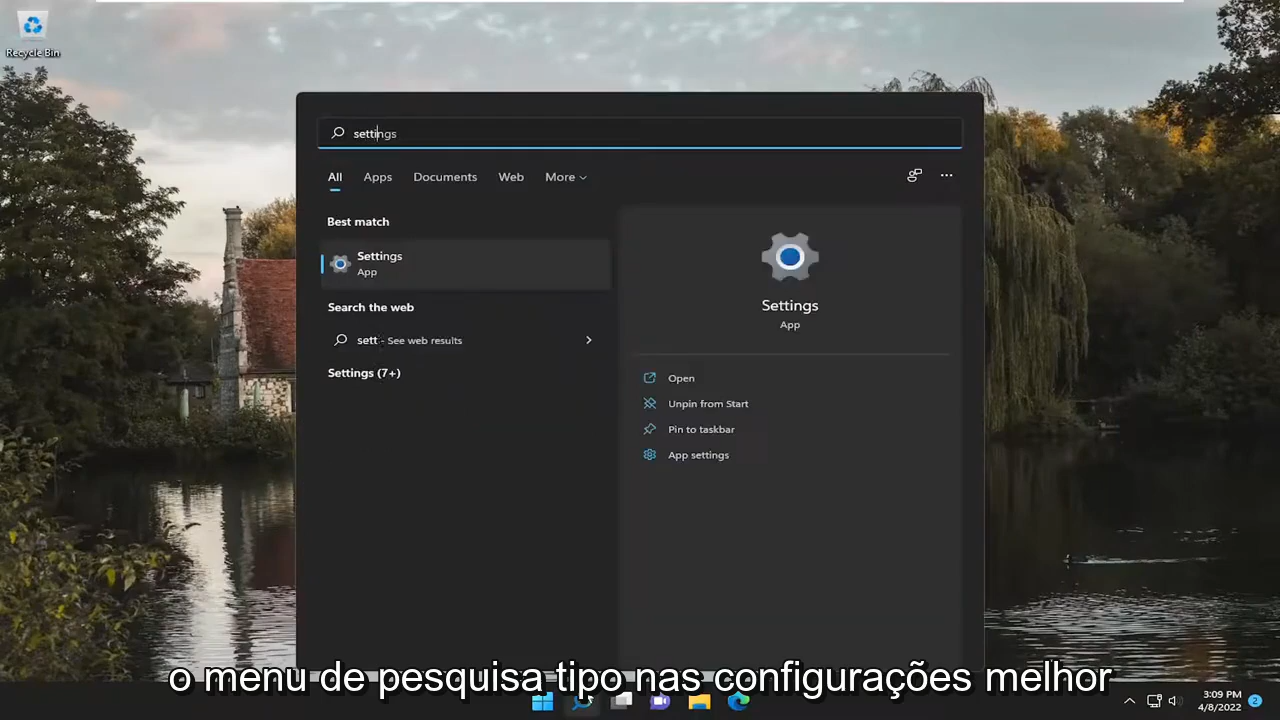 Recycle Bin
settings
All Apps Documents Web More
Best match
Settings
App
Search the web
sett - See web results
Settings (7+)
Settings
App
Open
Unpin from Start
Pin to taskbar
App settings
o menu de pesquisa tipo nas configurações melhor
3:09 PM
4/8/2022
2